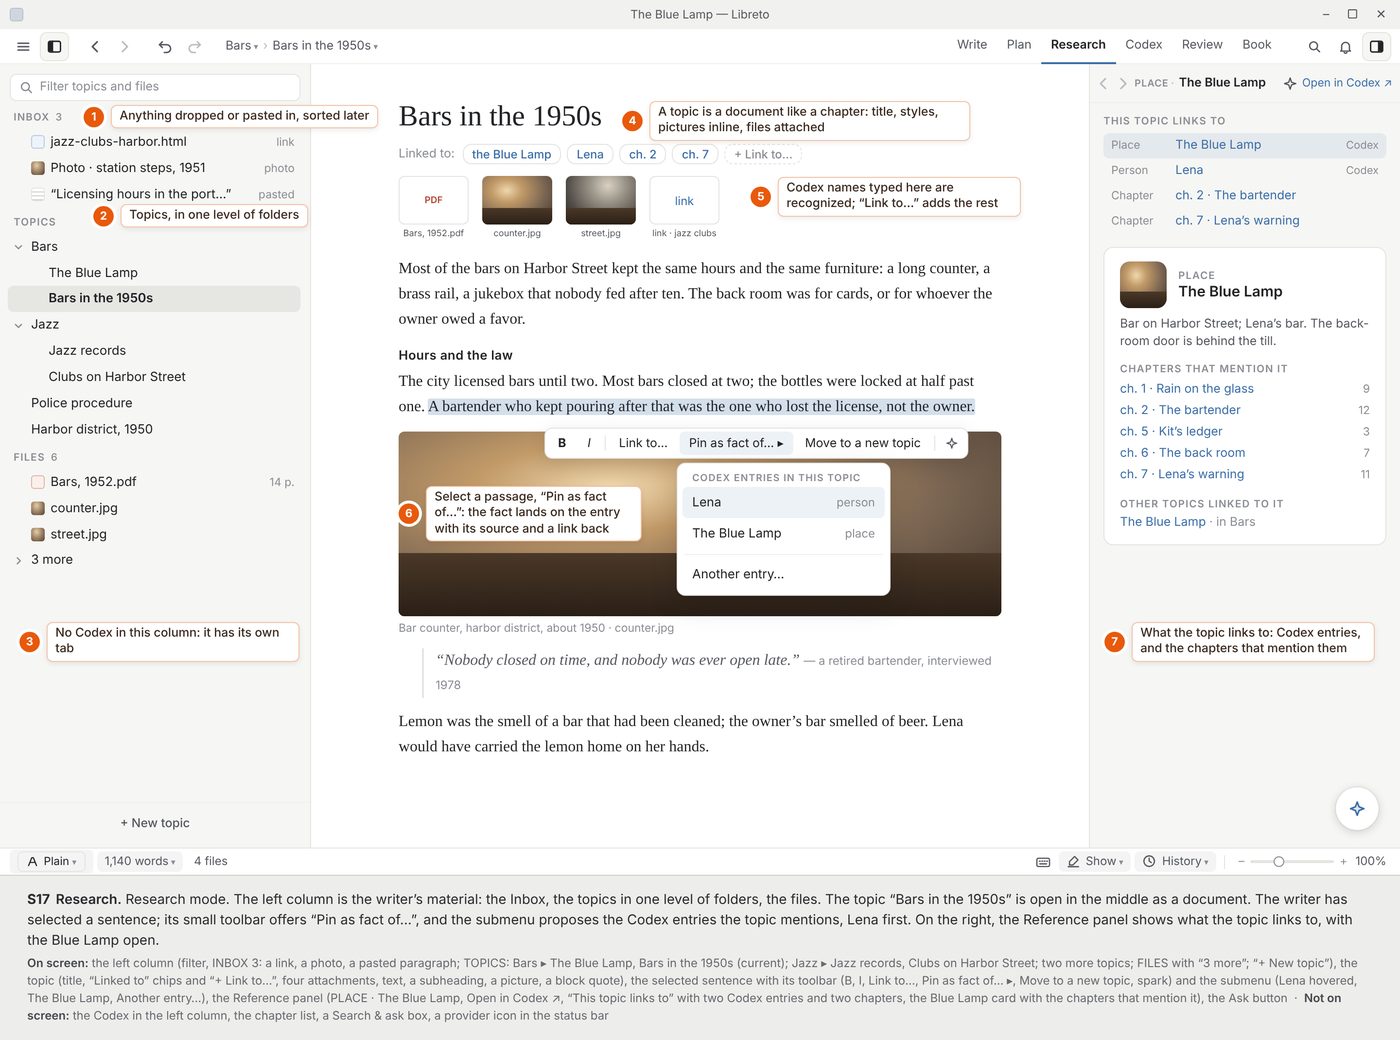 The Blue Lamp — Libreto
Bars ▾ › Bars in the 1950s ▾
Write Plan Research Codex Review Book
Filter topics and files
INBOX 3
1 Anything dropped or pasted in, sorted later
jazz-clubs-harbor.html link
Photo · station steps, 1951 photo
“Licensing hours in the port…” pasted
TOPICS
2 Topics, in one level of folders
Bars
The Blue Lamp
Bars in the 1950s
Jazz
Jazz records
Clubs on Harbor Street
Police procedure
Harbor district, 1950
FILES 6
Bars, 1952.pdf 14 p.
counter.jpg
street.jpg
3 more
3 No Codex in this column: it has its own
tab
+ New topic
Bars in the 1950s
4 A topic is a document like a chapter: title, styles,
pictures inline, files attached
Linked to: the Blue Lamp Lena ch. 2 ch. 7 + Link to…
PDF
link
Bars, 1952.pdf counter.jpg street.jpg link · jazz clubs
5 Codex names typed here are
recognized; “Link to…” adds the rest
Most of the bars on Harbor Street kept the same hours and the same furniture: a long counter, a
brass rail, a jukebox that nobody fed after ten. The back room was for cards, or for whoever the
owner owed a favor.
Hours and the law
The city licensed bars until two. Most bars closed at two; the bottles were locked at half past
one. A bartender who kept pouring after that was the one who lost the license, not the owner.
B I Link to… Pin as fact of… ▸ Move to a new topic
CODEX ENTRIES IN THIS TOPIC
Lena person
The Blue Lamp place
Another entry…
6 Select a passage, “Pin as fact
of…”: the fact lands on the entry
with its source and a link back
Bar counter, harbor district, about 1950 · counter.jpg
“Nobody closed on time, and nobody was ever open late.” — a retired bartender, interviewed
1978
Lemon was the smell of a bar that had been cleaned; the owner’s bar smelled of beer. Lena
would have carried the lemon home on her hands.
PLACE · The Blue Lamp Open in Codex ↗
THIS TOPIC LINKS TO
Place The Blue Lamp Codex
Person Lena Codex
Chapter ch. 2 · The bartender
Chapter ch. 7 · Lena’s warning
PLACE
The Blue Lamp
Bar on Harbor Street; Lena’s bar. The back-
room door is behind the till.
CHAPTERS THAT MENTION IT
ch. 1 · Rain on the glass 9
ch. 2 · The bartender 12
ch. 5 · Kit’s ledger 3
ch. 6 · The back room 7
ch. 7 · Lena’s warning 11
OTHER TOPICS LINKED TO IT
The Blue Lamp · in Bars
7 What the topic links to: Codex entries,
and the chapters that mention them
A Plain ▾ 1,140 words ▾ 4 files
Show ▾ History ▾ − + 100%
S17 Research. Research mode. The left column is the writer’s material: the Inbox, the topics in one level of folders, the files. The topic “Bars in the 1950s” is open in the middle as a document. The writer has
selected a sentence; its small toolbar offers “Pin as fact of…”, and the submenu proposes the Codex entries the topic mentions, Lena first. On the right, the Reference panel shows what the topic links to, with
the Blue Lamp open.
On screen: the left column (filter, INBOX 3: a link, a photo, a pasted paragraph; TOPICS: Bars ▸ The Blue Lamp, Bars in the 1950s (current); Jazz ▸ Jazz records, Clubs on Harbor Street; two more topics; FILES with “3 more”; “+ New topic”), the
topic (title, “Linked to” chips and “+ Link to…”, four attachments, text, a subheading, a picture, a block quote), the selected sentence with its toolbar (B, I, Link to…, Pin as fact of… ▸, Move to a new topic, spark) and the submenu (Lena hovered,
The Blue Lamp, Another entry…), the Reference panel (PLACE · The Blue Lamp, Open in Codex ↗, “This topic links to” with two Codex entries and two chapters, the Blue Lamp card with the chapters that mention it), the Ask button · Not on
screen: the Codex in the left column, the chapter list, a Search & ask box, a provider icon in the status bar